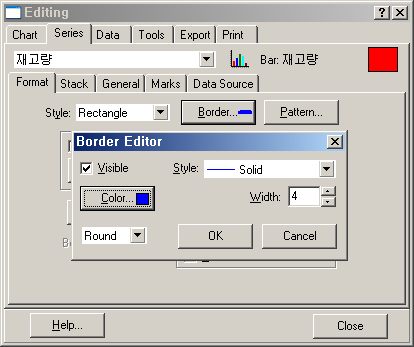 Editing
Chart Series Data Tools Export Print
재고량 Bar: 재고량
Format Stack General Marks Data Source
Style: Rectangle Border... Pattern...
Border Editor
Visible Style: Solid
Color... Width: 4
Round OK Cancel
Help... Close